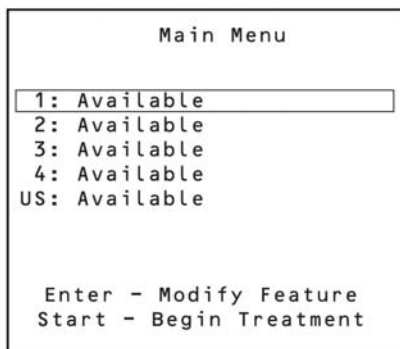 Main Menu
1: Available
2: Available
3: Available
4: Available
US: Available
Enter - Modify Feature
Start - Begin Treatment